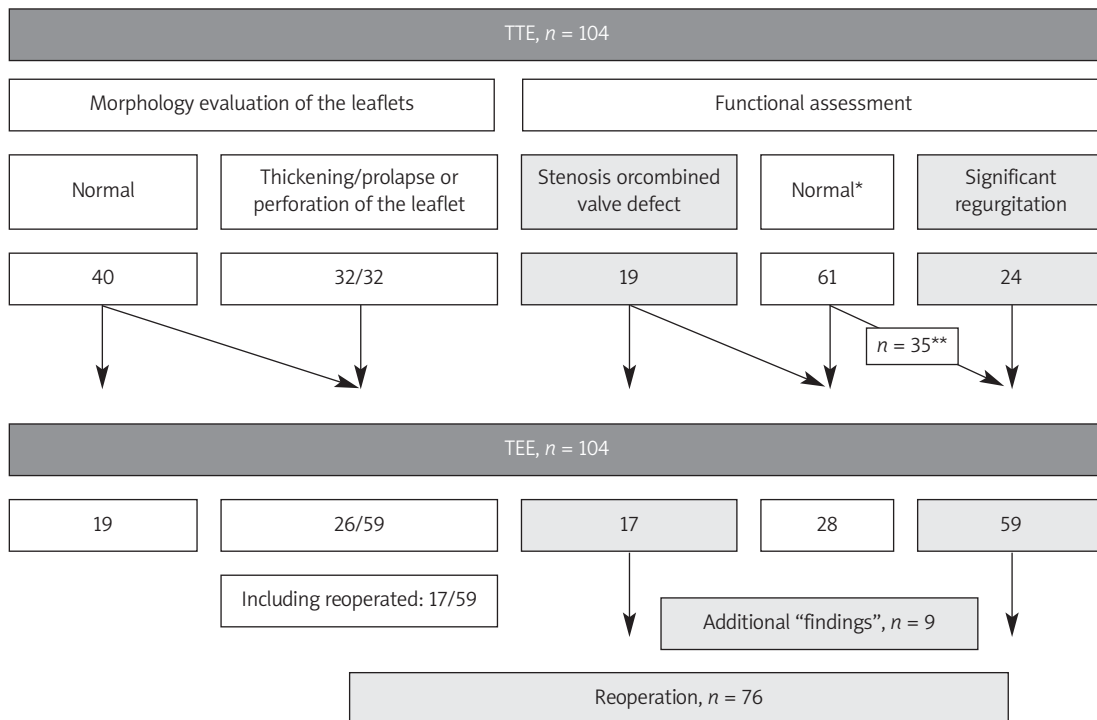 TTE, n = 104
Morphology evaluation of the leaflets
Functional assessment
Normal
Thickening/prolapse or
perforation of the leaflet
Stenosis orcombined
valve defect
Normal*
Significant
regurgitation
40
32/32
19
61
24
n = 35**
TEE, n = 104
19
26/59
17
28
59
Including reoperated: 17/59
Additional “findings”, n = 9
Reoperation, n = 76